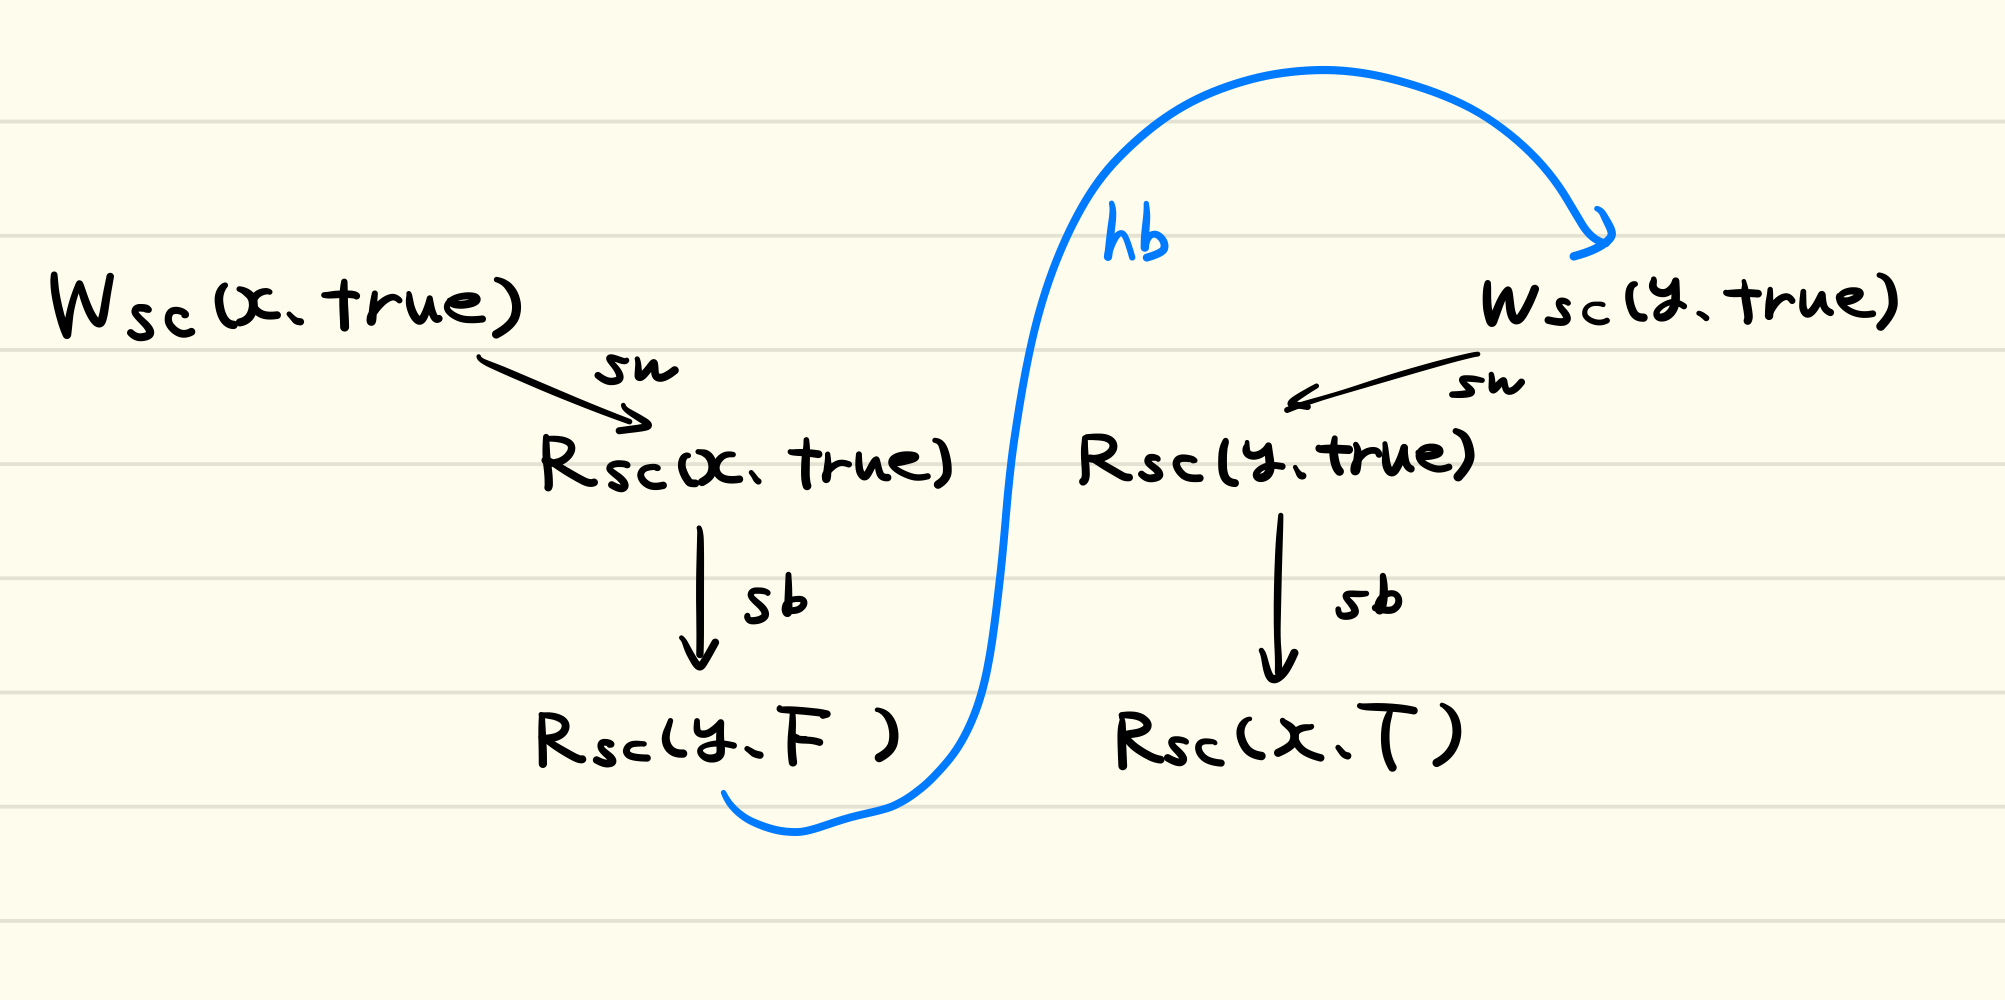 hb
Wsc(x, true) Wsc(y, true)
sw sw
Rsc(x, true) Rsc(y, true)
sb sb
Rsc(y, F) Rsc(x, T)